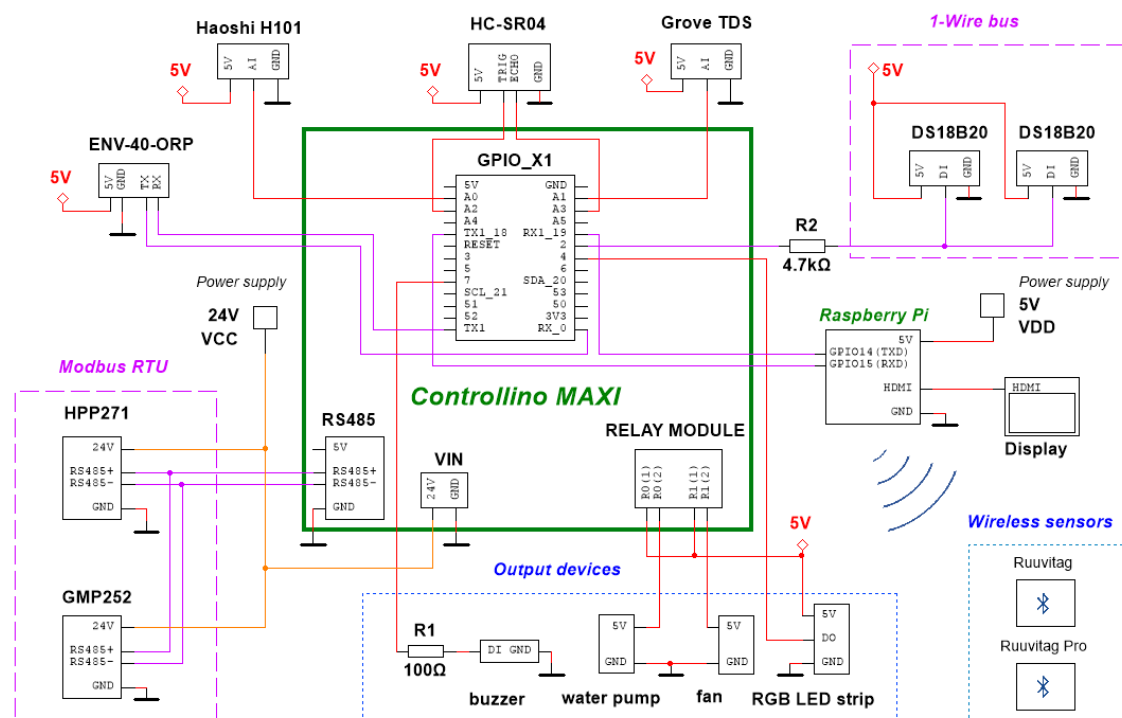 Haoshi H101
HC-SR04
Grove TDS
1-Wire bus
5V
5V AI GND
5V
5V TRIG ECHO GND
5V
5V AI GND
5V
DS18B20
DS18B20
5V DI GND
5V DI GND
ENV-40-ORP
5V
5V GND TX RX
GPIO_X1
5V GND
A0 A1
A2 A3
A4 A5
TX1_18 RX1_19
RESET 2
3 4
5 6
7 SDA_20
SCL_21 53
51 50
52 3V3
TX1 RX_0
R2
4.7kΩ
Power supply
24V
VCC
Power supply
5V
VDD
Raspberry Pi
5V
GPIO14(TXD)
GPIO15(RXD)
HDMI
GND
HDMI
Display
Modbus RTU
HPP271
24V
RS485+
RS485-
GND
GMP252
24V
RS485+
RS485-
GND
Controllino MAXI
RS485
5V
RS485+
RS485-
GND
VIN
24V GND
RELAY MODULE
R0(1) R0(2) R1(1) R1(2)
5V
Output devices
R1
100Ω
DI GND
buzzer
5V
GND
water pump
5V
GND
fan
5V
DO
GND
RGB LED strip
Wireless sensors
Ruuvitag
Ruuvitag Pro